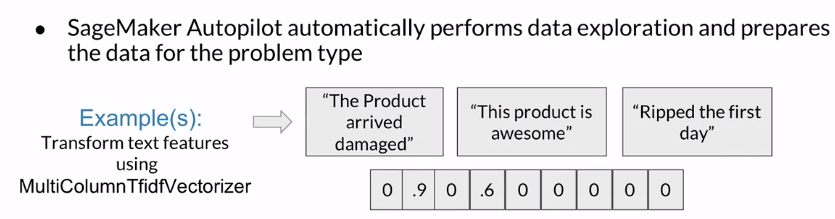 ● SageMaker Autopilot automatically performs data exploration and prepares
the data for the problem type
Example(s):
Transform text features
using
MultiColumnTfidfVectorizer
“The Product
arrived
damaged”
“This product is
awesome”
“Ripped the first
day”
0 .9 0 .6 0 0 0 0 0